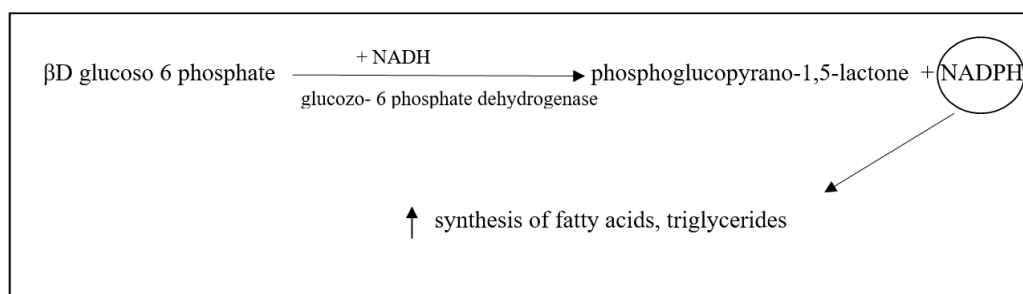 + NADH
βD glucoso 6 phosphate phosphoglucopyrano-1,5-lactone + NADPH
glucozo- 6 phosphate dehydrogenase
synthesis of fatty acids, triglycerides